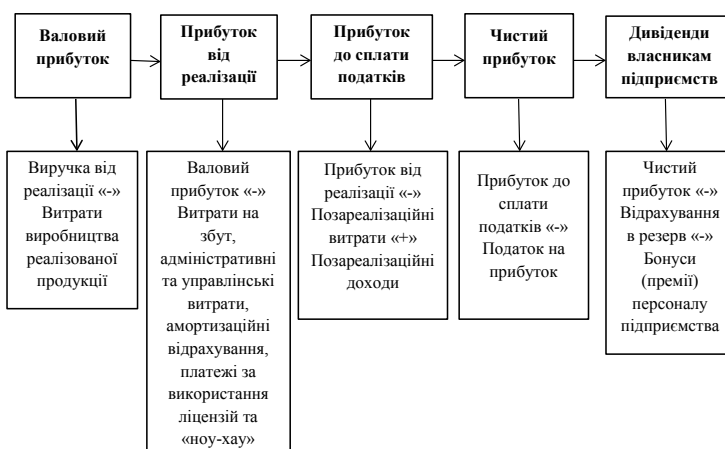 Валовий
прибуток
Прибуток
від
реалізації
Прибуток
до сплати
податків
Чистий
прибуток
Дивіденди
власникам
підприємств
Виручка від
реалізації «-»
Витрати
виробництва
реалізованої
продукції
Валовий
прибуток «-»
Витрати на
збут,
адміністративні
та управлінські
витрати,
амортизаційні
відрахування,
платежі за
використання
ліцензій та
«ноу-хау»
Прибуток від
реалізації «-»
Позареалізаційні
витрати «+»
Позареалізаційні
доходи
Прибуток до
сплати
податків «-»
Податок на
прибуток
Чистий
прибуток «-»
Відрахування
в резерв «-»
Бонуси
(премії)
персоналу
підприємства